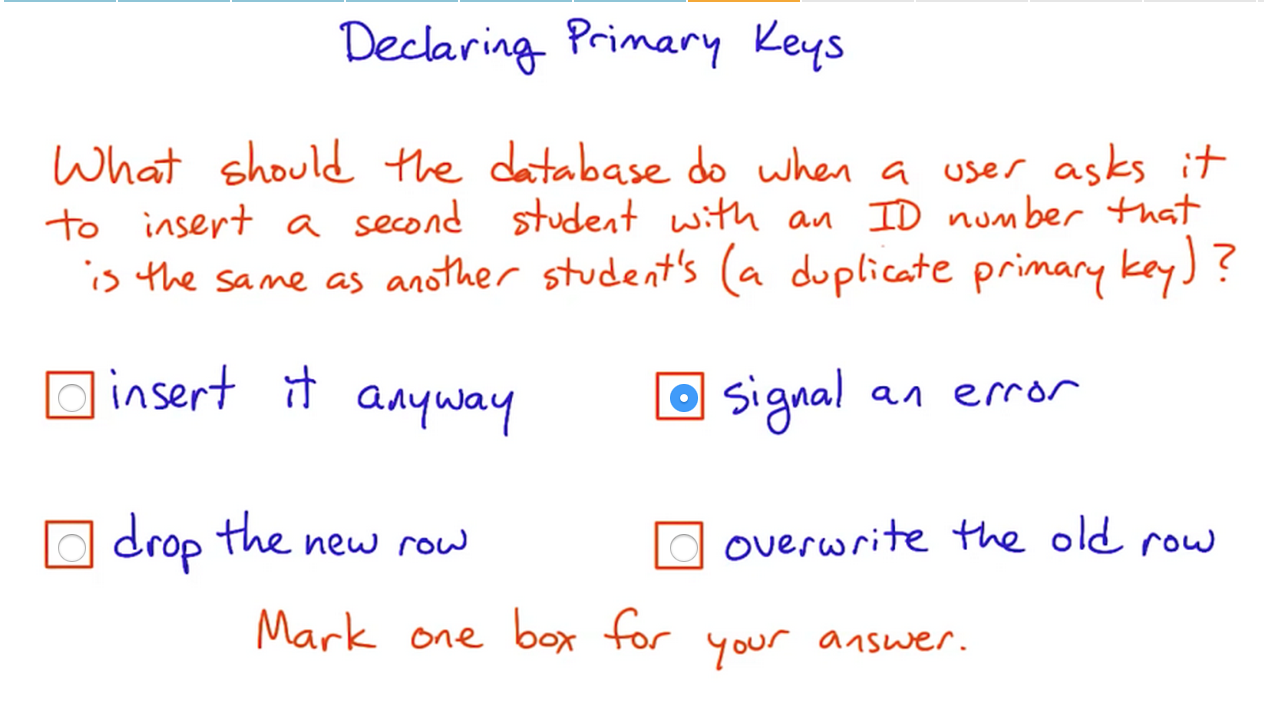 Declaring Primary Keys
What should the database do when a user asks it
to insert a second student with an ID number that
is the same as another student's (a duplicate primary key)?
insert it anyway
signal an error
drop the new row
overwrite the old row
Mark one box for your answer.